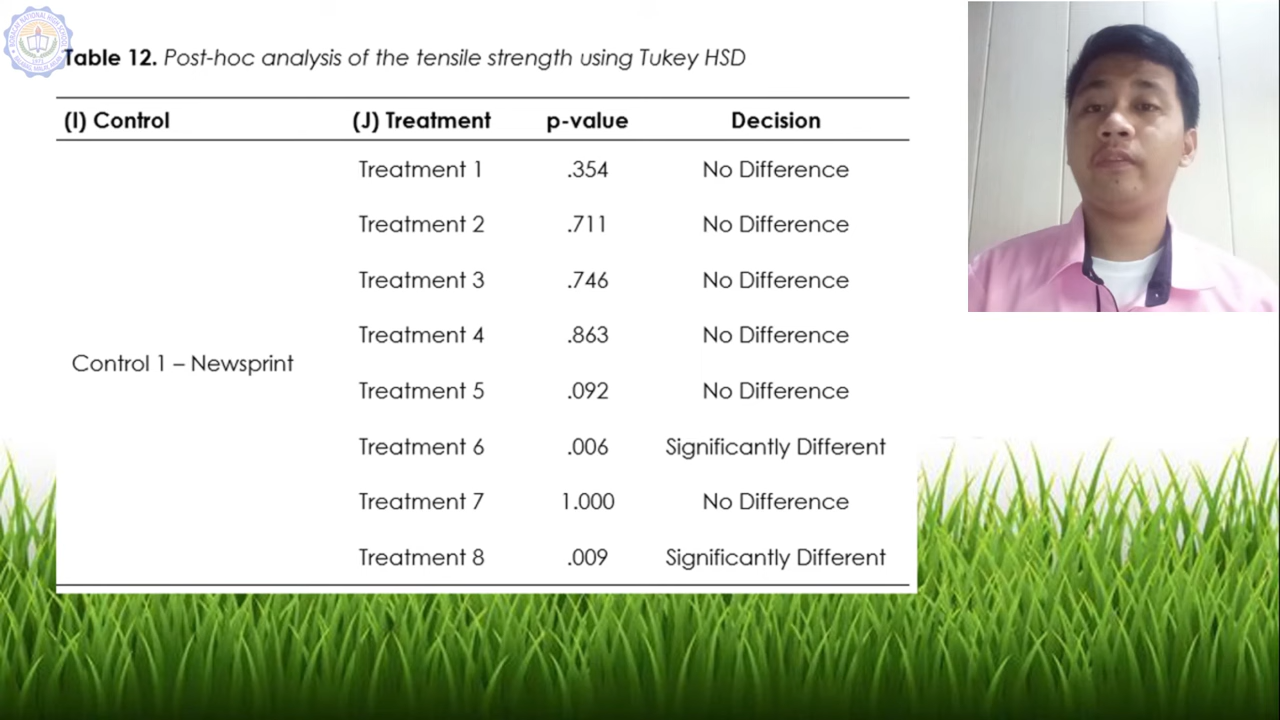 Table 12. Post-hoc analysis of the tensile strength using Tukey HSD
(I) Control (J) Treatment p-value Decision
Treatment 1 .354 No Difference
Treatment 2 .711 No Difference
Treatment 3 .746 No Difference
Treatment 4 .863 No Difference
Control 1 – Newsprint
Treatment 5 .092 No Difference
Treatment 6 .006 Significantly Different
Treatment 7 1.000 No Difference
Treatment 8 .009 Significantly Different